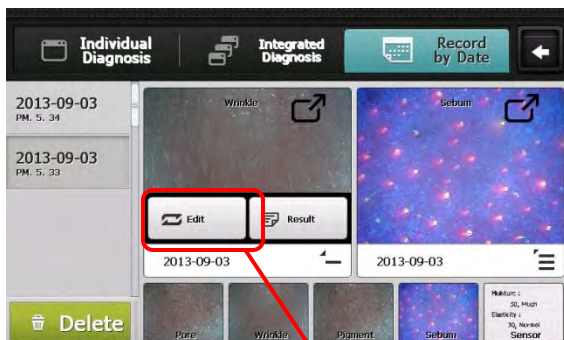 Individual
Diagnosis
Integrated
Diagnosis
Record
by Date
2013-09-03
PM. 5. 34
2013-09-03
PM. 5. 33
Wrinkle
Sebum
Edit
Result
2013-09-03
2013-09-03
Delete
Pore
Wrinkle
Pigment
Sebum
Moisture :
50, Much
Elasticity :
30, Normal
Sensor